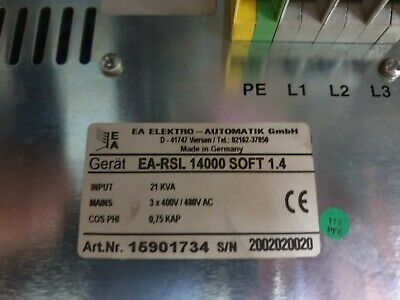 PE L1 L2 L3
EA
EA ELEKTRO-AUTOMATIK GmbH
D - 41747 Viersen / Tel.: 02162-37850
Made in Germany
Gerät EA-RSL 14000 SOFT 1.4
INPUT 21 KVA
MAINS 3 x 400V / 480V AC
COS PHI 0,75 KAP
CE
Art.Nr. 15901734 S/N 2002020020
113
PFE